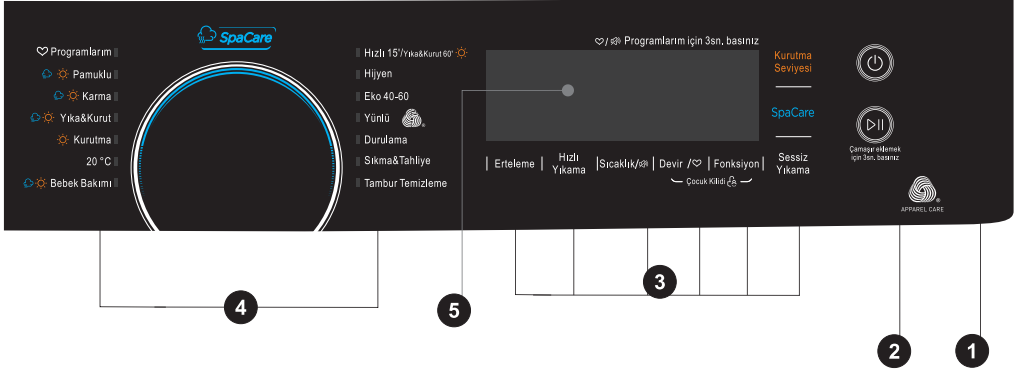 SpaCare
Programlarım
Pamuklu
Karma
Yıka&Kurut
Kurutma
20 °C
Bebek Bakımı
Hızlı 15'/Yıka&Kurut 60'
Hijyen
Eko 40-60
Yünlü
Durulama
Sıkma&Tahliye
Tambur Temizleme
/ Programlarım için 3sn. basınız
Erteleme
Hızlı
Yıkama
Sıcaklık/
Devir /
Fonksiyon
Çocuk Kilidi
Kurutma
Seviyesi
SpaCare
Sessiz
Yıkama
Çamaşır eklemek
için 3sn. basınız
APPAREL CARE
4
5
3
2
1